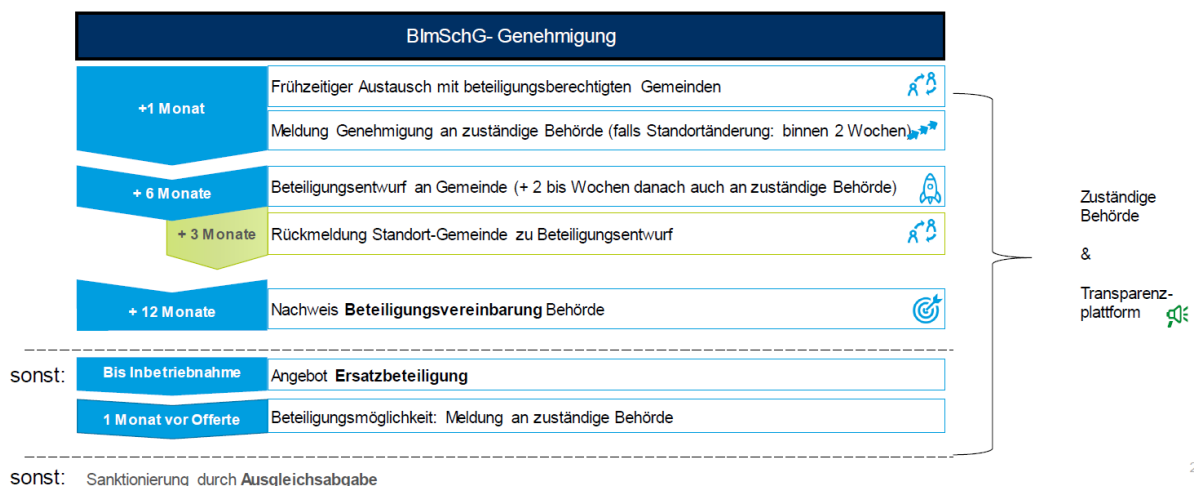 BImSchG- Genehmigung
+1 Monat
Frühzeitiger Austausch mit beteiligungsberechtigten Gemeinden
Meldung Genehmigung an zuständige Behörde (falls Standortänderung: binnen 2 Wochen)
+ 6 Monate
Beteiligungsentwurf an Gemeinde (+ 2 bis Wochen danach auch an zuständige Behörde)
+ 3 Monate
Rückmeldung Standort-Gemeinde zu Beteiligungsentwurf
+ 12 Monate
Nachweis Beteiligungsvereinbarung Behörde
Zuständige
Behörde
&
Transparenz-
plattform
sonst:
Bis Inbetriebnahme
Angebot Ersatzbeteiligung
1 Monat vor Offerte
Beteiligungsmöglichkeit: Meldung an zuständige Behörde
sonst: Sanktionierung durch Ausgleichsabgabe